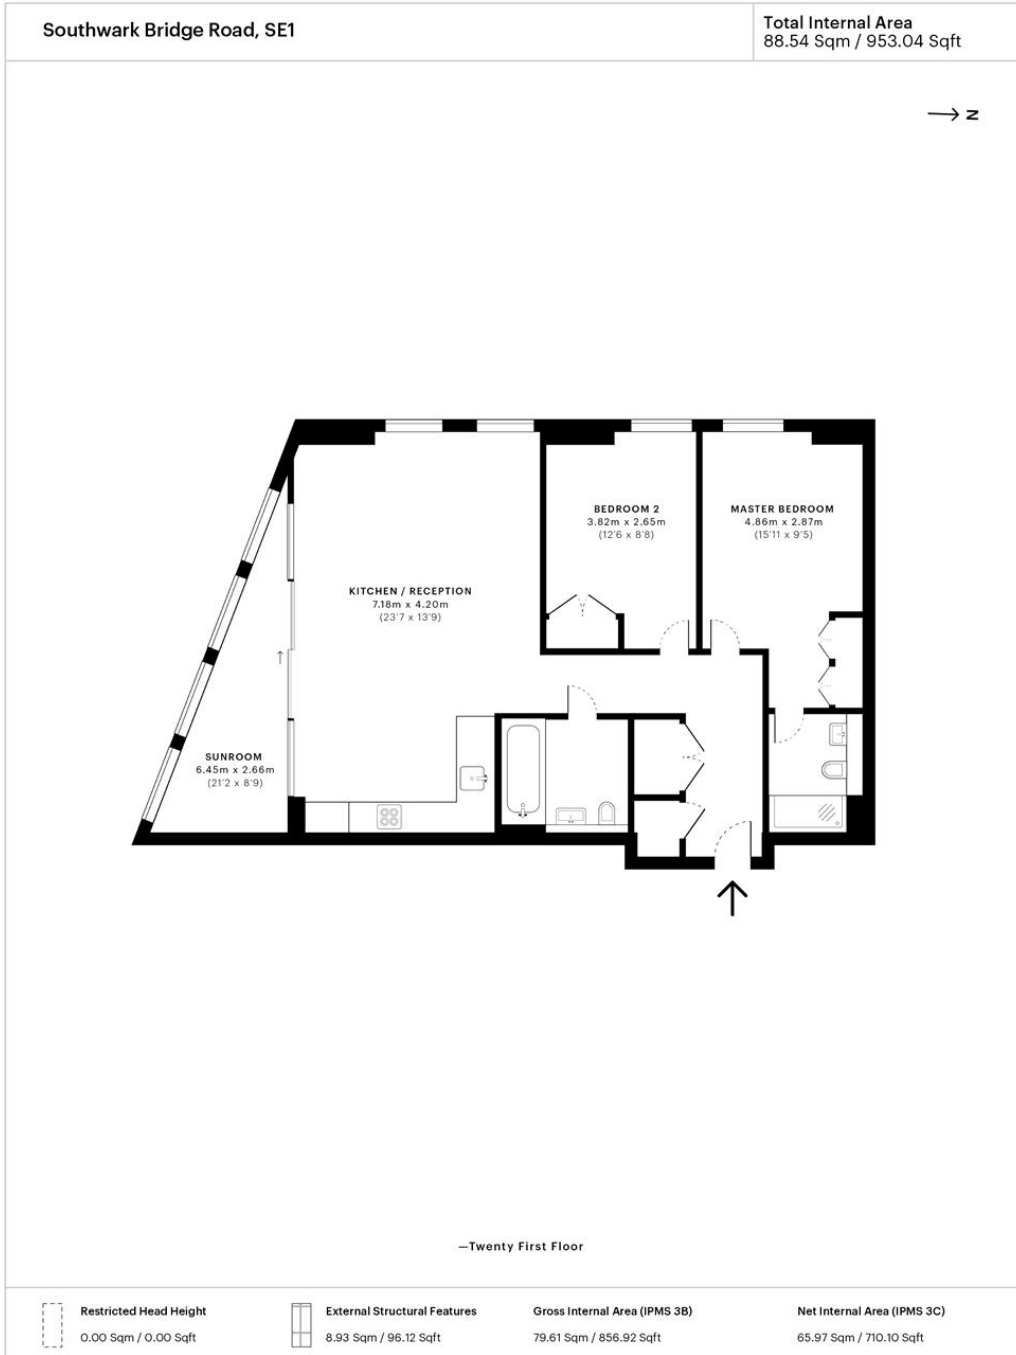 Southwark Bridge Road, SE1
Total Internal Area
88.54 Sqm / 953.04 Sqft
N
BEDROOM 2
3.82m x 2.65m
(12'6 x 8'8)
MASTER BEDROOM
4.86m x 2.87m
(15'11 x 9'5)
KITCHEN / RECEPTION
7.18m x 4.20m
(23'7 x 13'9)
SUNROOM
6.45m x 2.66m
(21'2 x 8'9)
—Twenty First Floor
Restricted Head Height
0.00 Sqm / 0.00 Sqft
External Structural Features
8.93 Sqm / 96.12 Sqft
Gross Internal Area (IPMS 3B)
79.61 Sqm / 856.92 Sqft
Net Internal Area (IPMS 3C)
65.97 Sqm / 710.10 Sqft